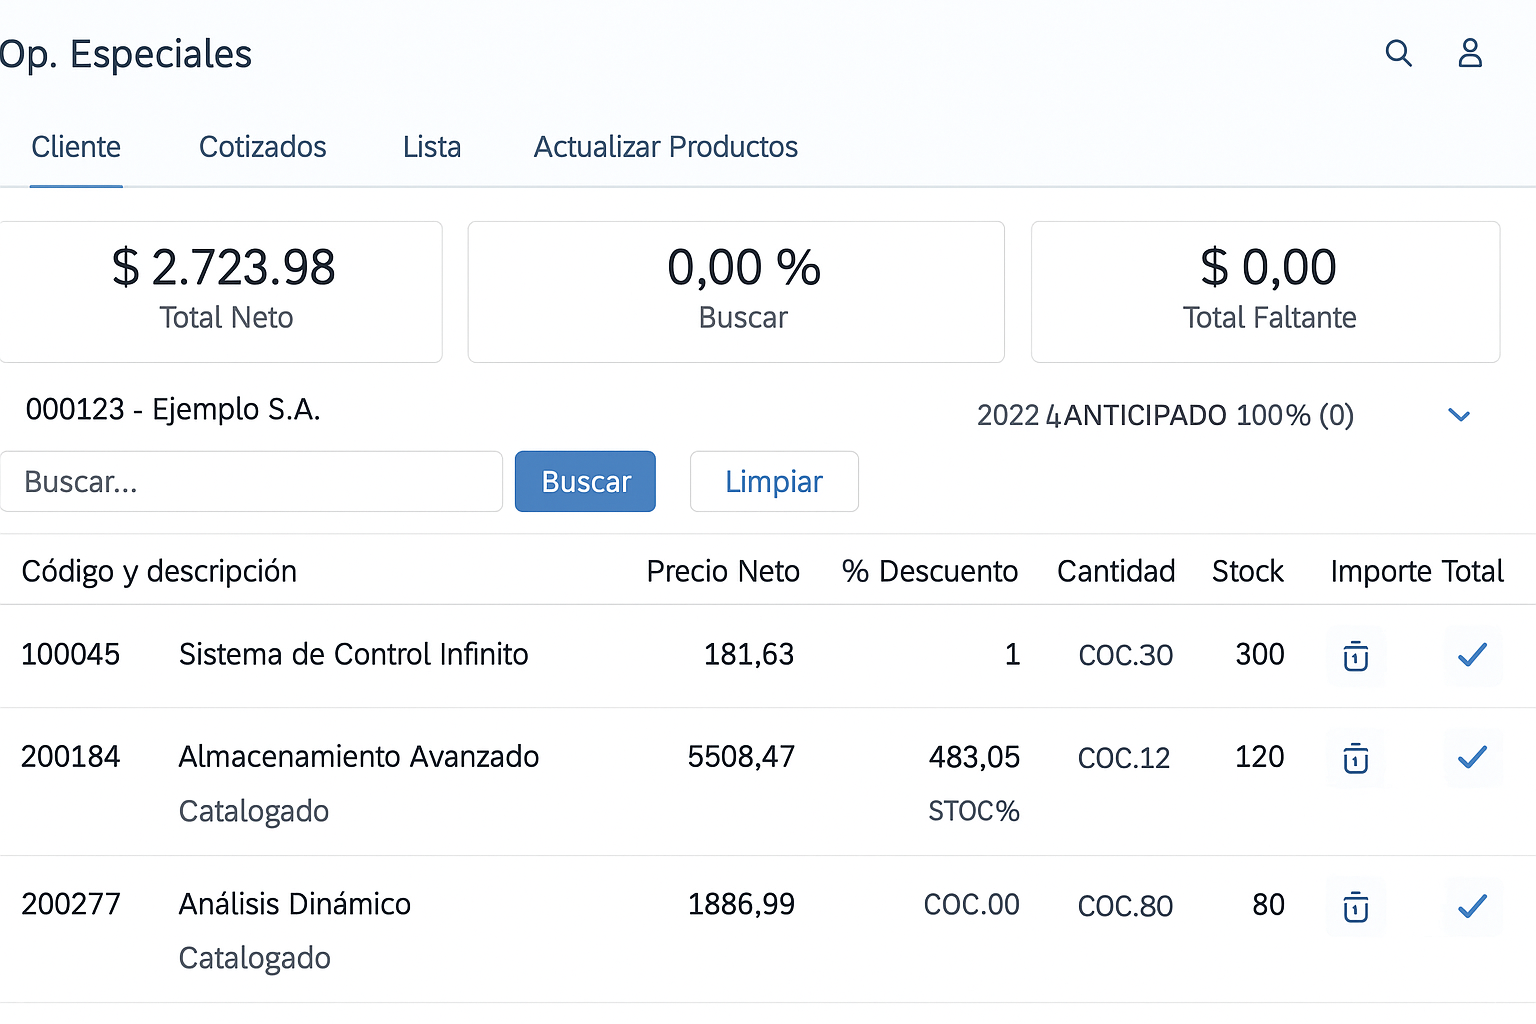 Op. Especiales
Cliente Cotizados Lista Actualizar Productos
$ 2.723.98 0,00 % $ 0,00
Total Neto Buscar Total Faltante
000123 - Ejemplo S.A. 2022 4ANTICIPADO 100% (0)
Buscar... Buscar Limpiar
Código y descripción Precio Neto % Descuento Cantidad Stock Importe Total
100045 Sistema de Control Infinito 181,63 1 COC.30 300 1
200184 Almacenamiento Avanzado 5508,47 483,05 COC.12 120 1
Catalogado STOC%
200277 Análisis Dinámico 1886,99 COC.00 COC.80 80 1
Catalogado